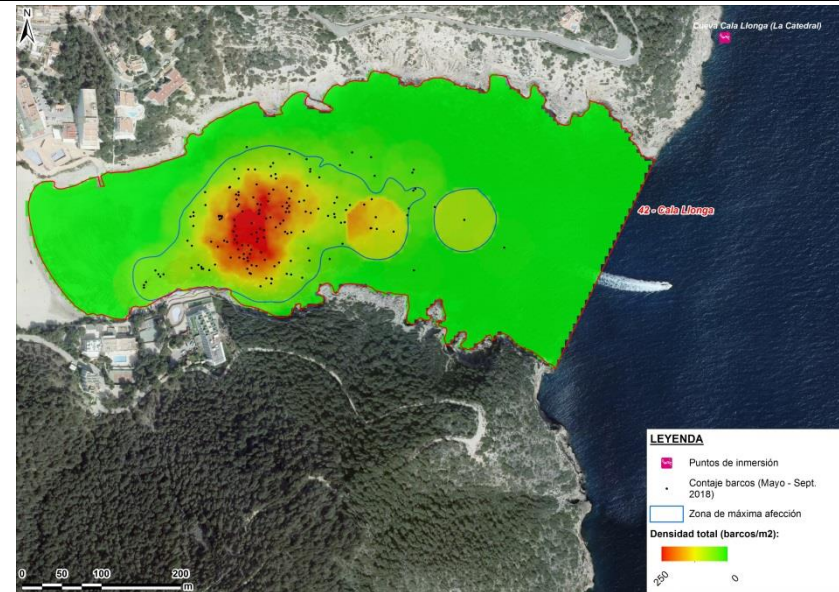 N
Cueva Cala Llonga (La Catedral)
42 - Cala Llonga
LEYENDA
Puntos de inmersión
Contaje barcos (Mayo - Sept.
2018)
Zona de máxima afección
Densidad total (barcos/m2):
250
0
0 50 100 200
m